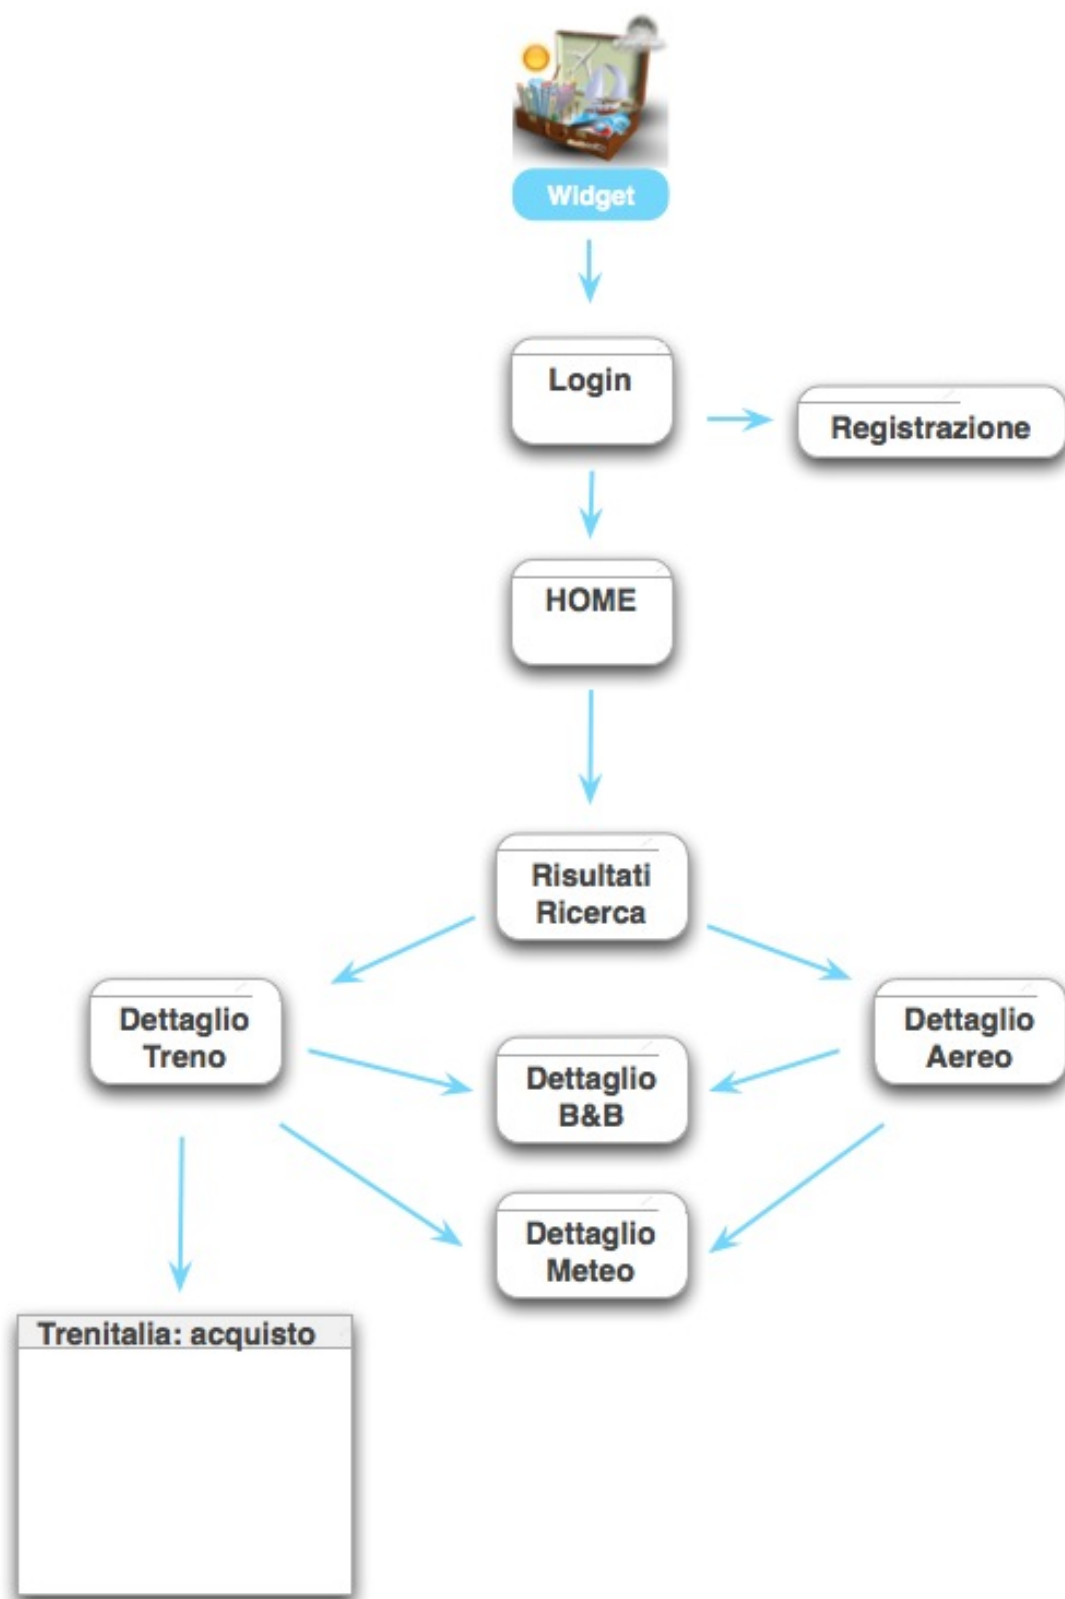 Widget
Login
Registrazione
HOME
Risultati
Ricerca
Dettaglio
Treno
Dettaglio
Aereo
Dettaglio
B&B
Dettaglio
Meteo
Trenitalia: acquisto